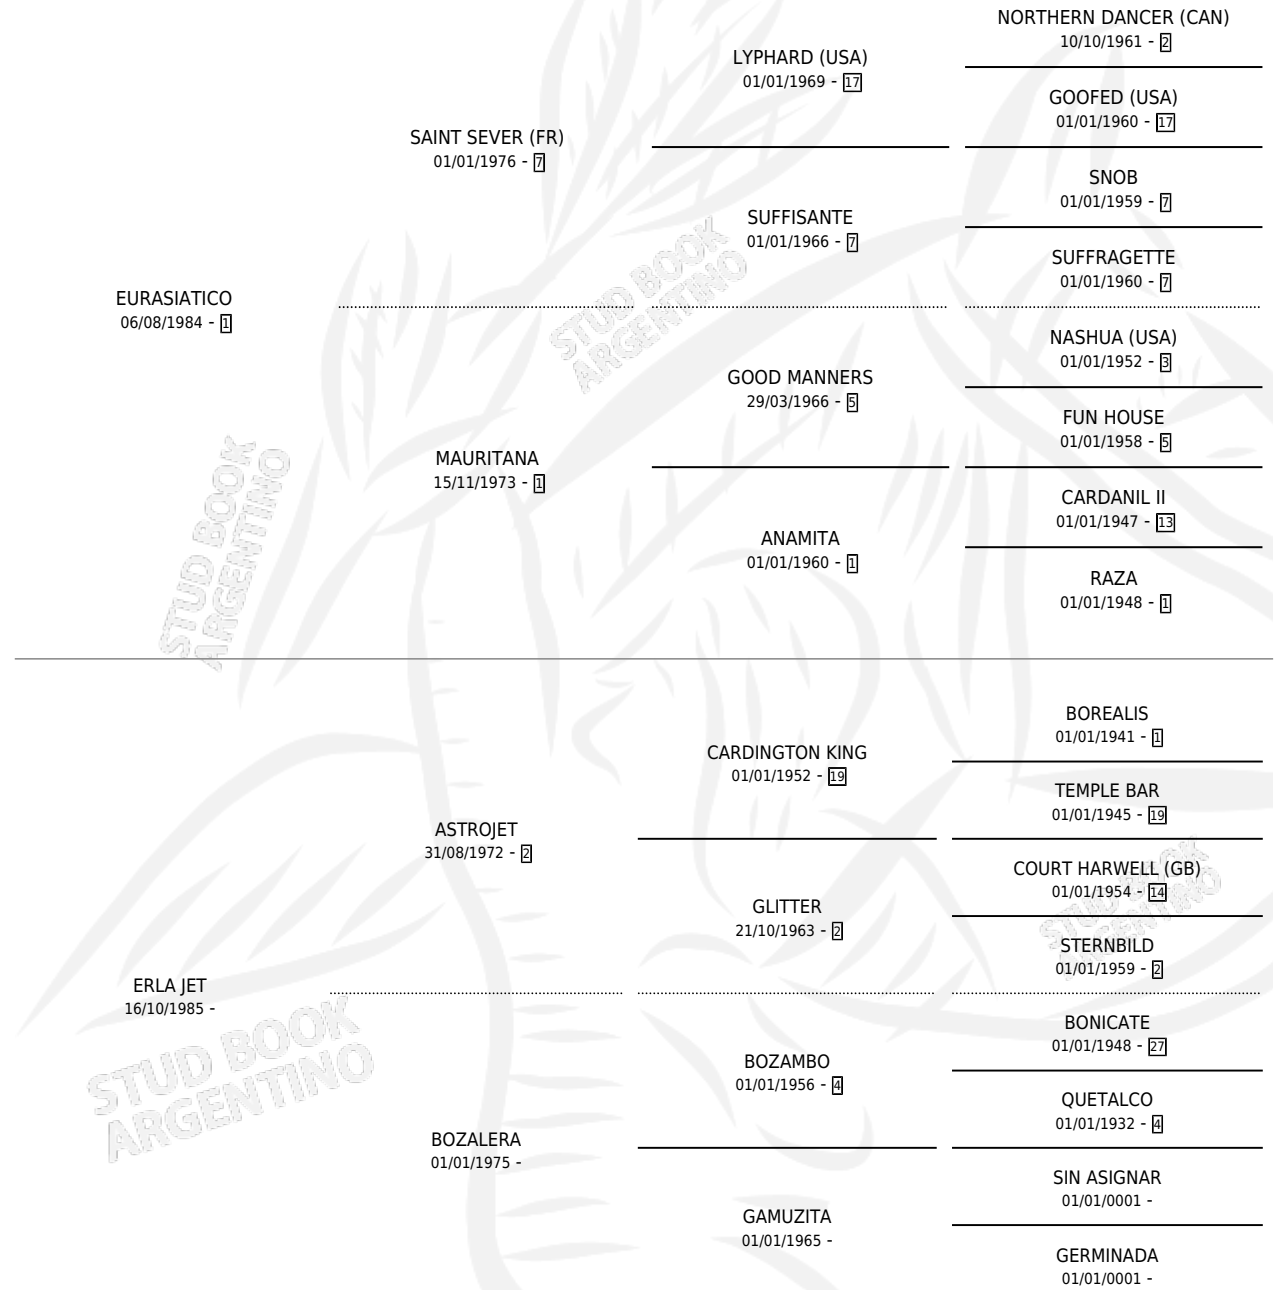 NORTHERN DANCER (CAN)
10/10/1961 - 2
LYPHARD (USA)
01/01/1969 - 17
GOOFED (USA)
01/01/1960 - 17
SAINT SEVER (FR)
01/01/1976 - 7
SNOB
01/01/1959 - 7
SUFFISANTE
01/01/1966 - 7
SUFFRAGETTE
01/01/1960 - 7
EURASIATICO
06/08/1984 - 1
NASHUA (USA)
01/01/1952 - 3
GOOD MANNERS
29/03/1966 - 5
FUN HOUSE
01/01/1958 - 5
MAURITANA
15/11/1973 - 1
CARDANIL II
01/01/1947 - 13
ANAMITA
01/01/1960 - 1
RAZA
01/01/1948 - 1
STUD BOOK
ARGENTINO
STUD BOOK
ARGENTINO
BOREALIS
01/01/1941 - 1
CARDINGTON KING
01/01/1952 - 19
TEMPLE BAR
01/01/1945 - 19
ASTROJET
31/08/1972 - 2
COURT HARWELL (GB)
01/01/1954 - 14
GLITTER
21/10/1963 - 2
STERNBILD
01/01/1959 - 2
STUD BOOK
ARGENTINO
ERLA JET
16/10/1985 -
BONICATE
01/01/1948 - 27
BOZAMBO
01/01/1956 - 4
QUETALCO
01/01/1932 - 4
BOZALERA
01/01/1975 -
SIN ASIGNAR
01/01/0001 -
GAMUZITA
01/01/1965 -
GERMINADA
01/01/0001 -
STUD BOOK
ARGENTINO